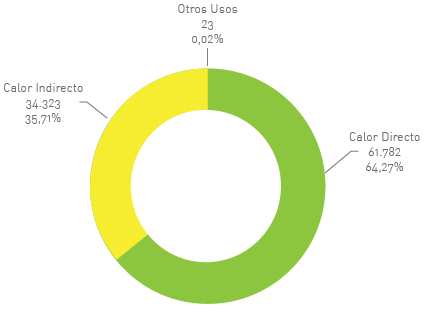 Otros Usos
23
0,02%
Calor Indirecto
34.323
35,71%
Calor Directo
61.782
64,27%